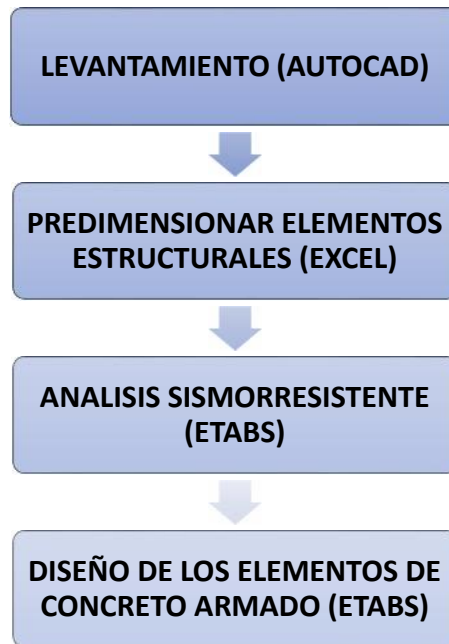 LEVANTAMIENTO (AUTOCAD)
PREDIMENSIONAR ELEMENTOS
ESTRUCTURALES (EXCEL)
ANALISIS SISMORRESISTENTE
(ETABS)
DISEÑO DE LOS ELEMENTOS DE
CONCRETO ARMADO (ETABS)